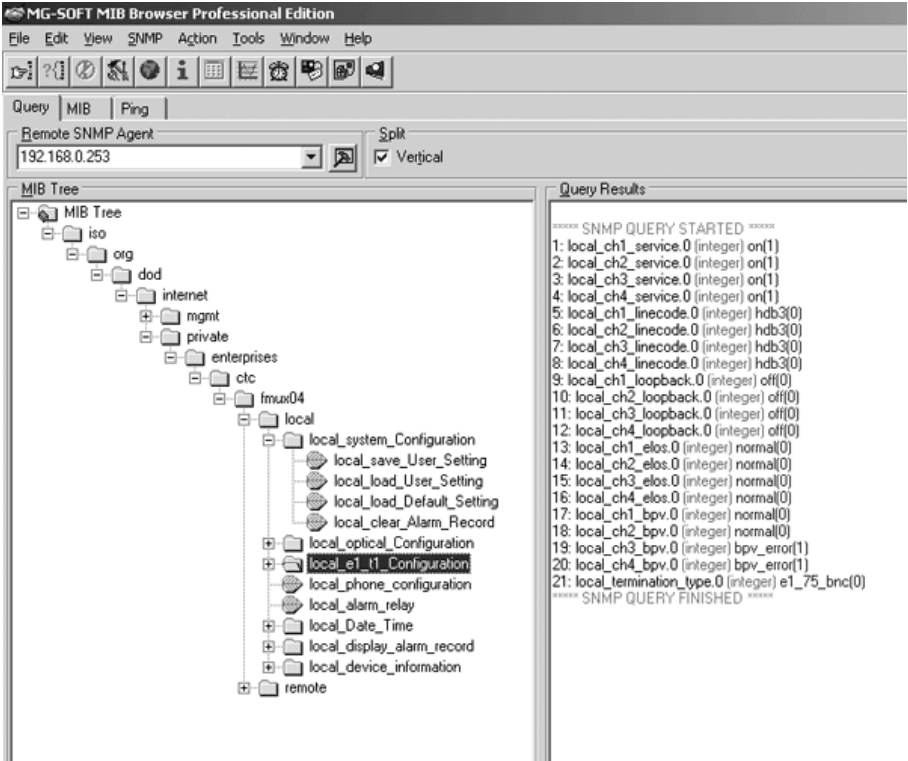 MG-SOFT MIB Browser Professional Edition
File Edit View SNMP Action Tools Window Help
Query MIB Ping
Remote SNMP Agent
192.168.0.253
Split
Vertical
MIB Tree
MIB Tree
iso
org
dod
internet
mgmt
private
enterprises
ctc
fmux04
local
local_system_Configuration
local_save_User_Setting
local_load_User_Setting
local_load_Default_Setting
local_clear_Alarm_Record
local_optical_Configuration
local_e1_t1_Configuration
local_phone_configuration
local_alarm_relay
local_Date_Time
local_display_alarm_record
local_device_information
remote
Query Results
***** SNMP QUERY STARTED *****
1: local_ch1_service.0 (integer) on(1)
2: local_ch2_service.0 (integer) on(1)
3: local_ch3_service.0 (integer) on(1)
4: local_ch4_service.0 (integer) on(1)
5: local_ch1_linecode.0 (integer) hdb3(0)
6: local_ch2_linecode.0 (integer) hdb3(0)
7: local_ch3_linecode.0 (integer) hdb3(0)
8: local_ch4_linecode.0 (integer) hdb3(0)
9: local_ch1_loopback.0 (integer) off(0)
10: local_ch2_loopback.0 (integer) off(0)
11: local_ch3_loopback.0 (integer) off(0)
12: local_ch4_loopback.0 (integer) off(0)
13: local_ch1_elos.0 (integer) normal(0)
14: local_ch2_elos.0 (integer) normal(0)
15: local_ch3_elos.0 (integer) normal(0)
16: local_ch4_elos.0 (integer) normal(0)
17: local_ch1_bpv.0 (integer) normal(0)
18: local_ch2_bpv.0 (integer) normal(0)
19: local_ch3_bpv.0 (integer) bpv_error(1)
20: local_ch4_bpv.0 (integer) bpv_error(1)
21: local_termination_type.0 (integer) e1_75_bnc(0)
***** SNMP QUERY FINISHED *****